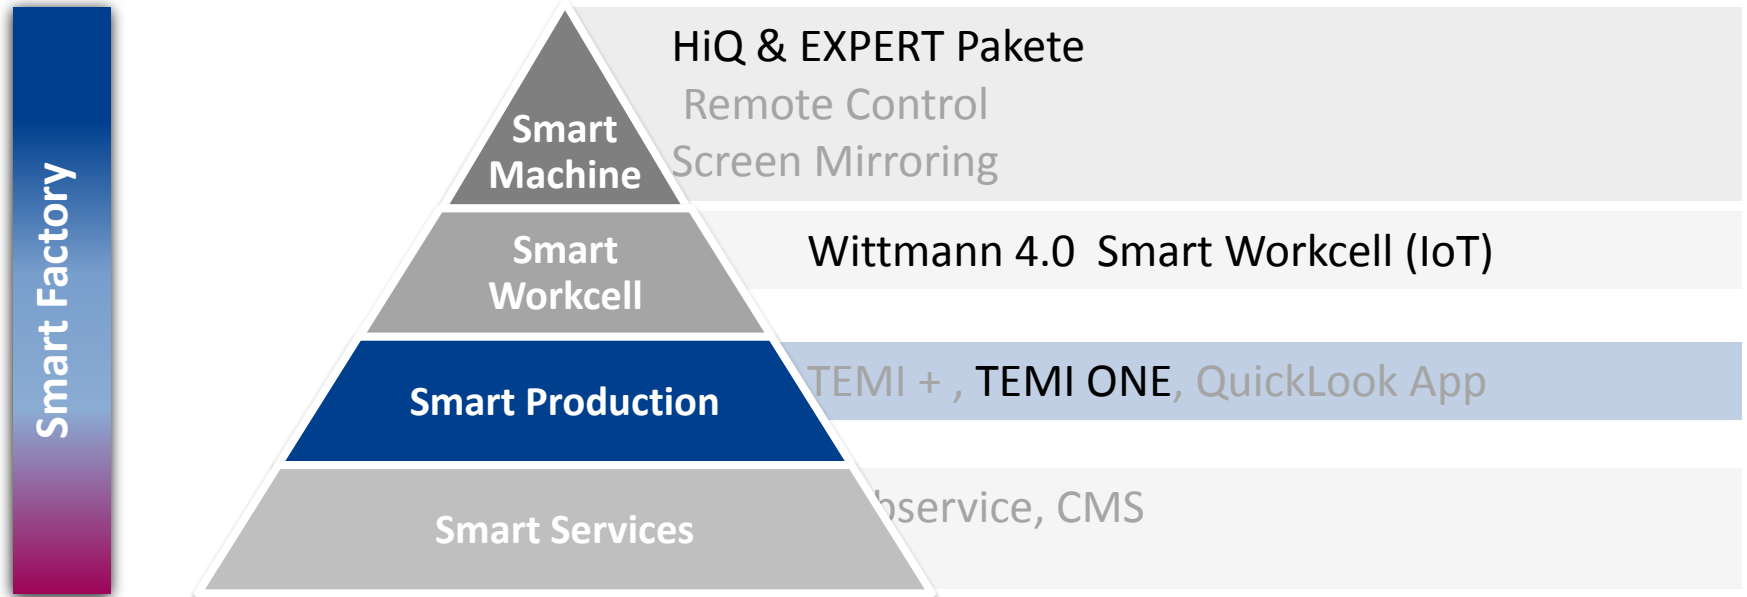 Smart Factory
Smart
Machine
HiQ & EXPERT Pakete
Remote Control
Screen Mirroring
Smart
Workcell
Wittmann 4.0  Smart Workcell (IoT)
Smart Production
TEMI + , TEMI ONE, QuickLook App
Smart Services
CMS